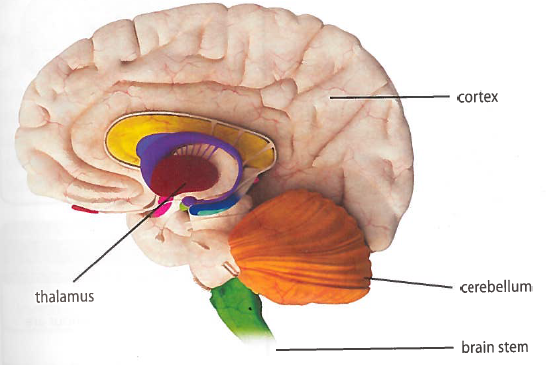 cortex
thalamus
cerebellum
brain stem